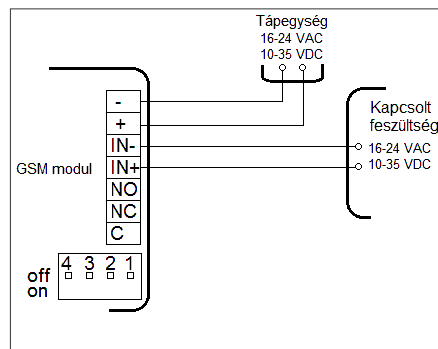 Tápegység
16-24 VAC
10-35 VDC
Kapcsolt
feszültség
16-24 VAC
10-35 VDC
GSM modul
-
+
IN-
IN+
NO
NC
C
4 3 2 1
off
on